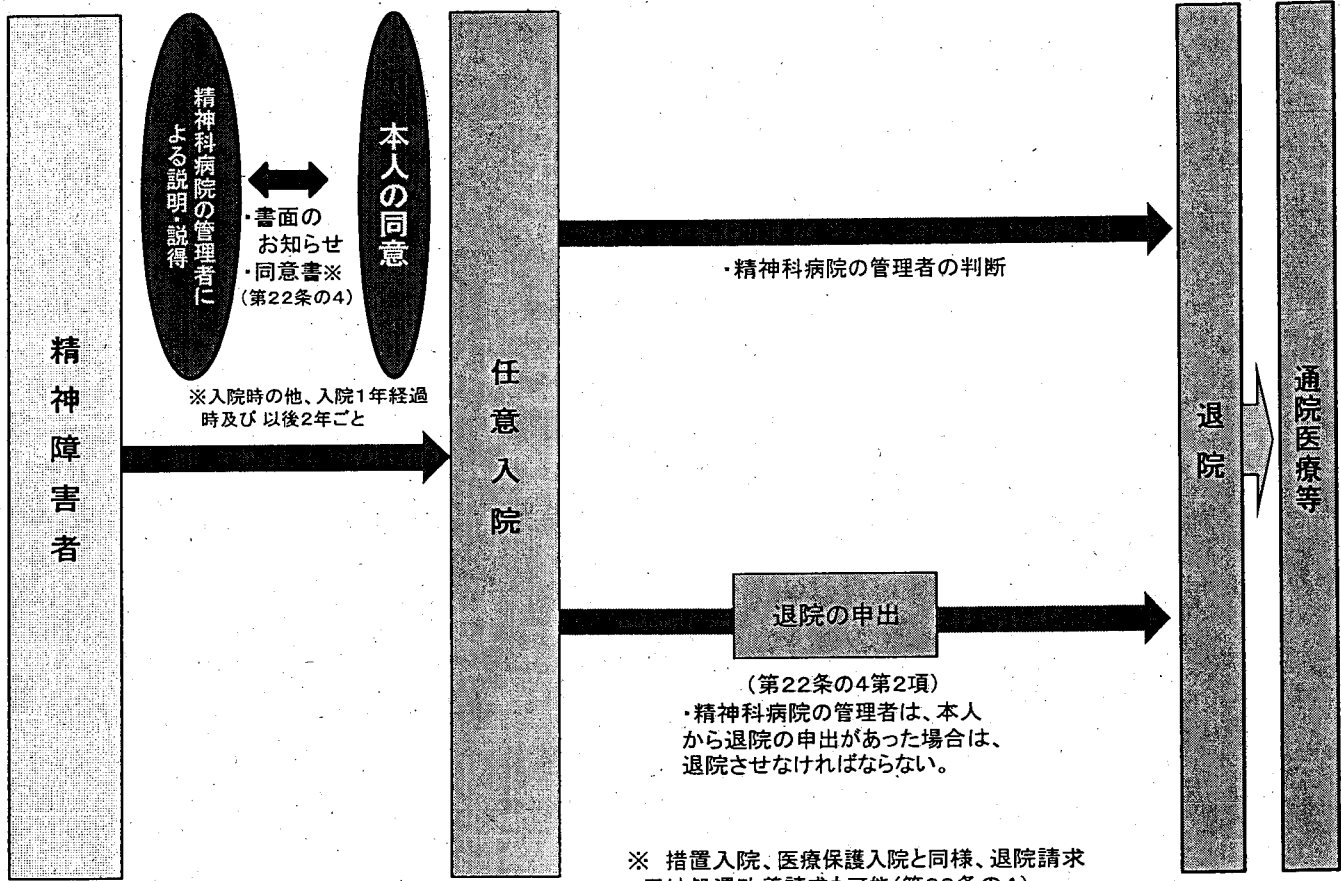 精神障害者
精神科病院の管理者に
よる説明・説得
・書面の
お知らせ
・同意書※
(第22条の4)
本人の同意
※入院時の他、入院1年経過
時及び 以後2年ごと
任意入院
・精神科病院の管理者の判断
退院の申出
(第22条の4第2項)
・精神科病院の管理者は、本人
から退院の申出があった場合は、
退院させなければならない。
※ 措置入院、医療保護入院と同様、退院請求
退院
通院医療等